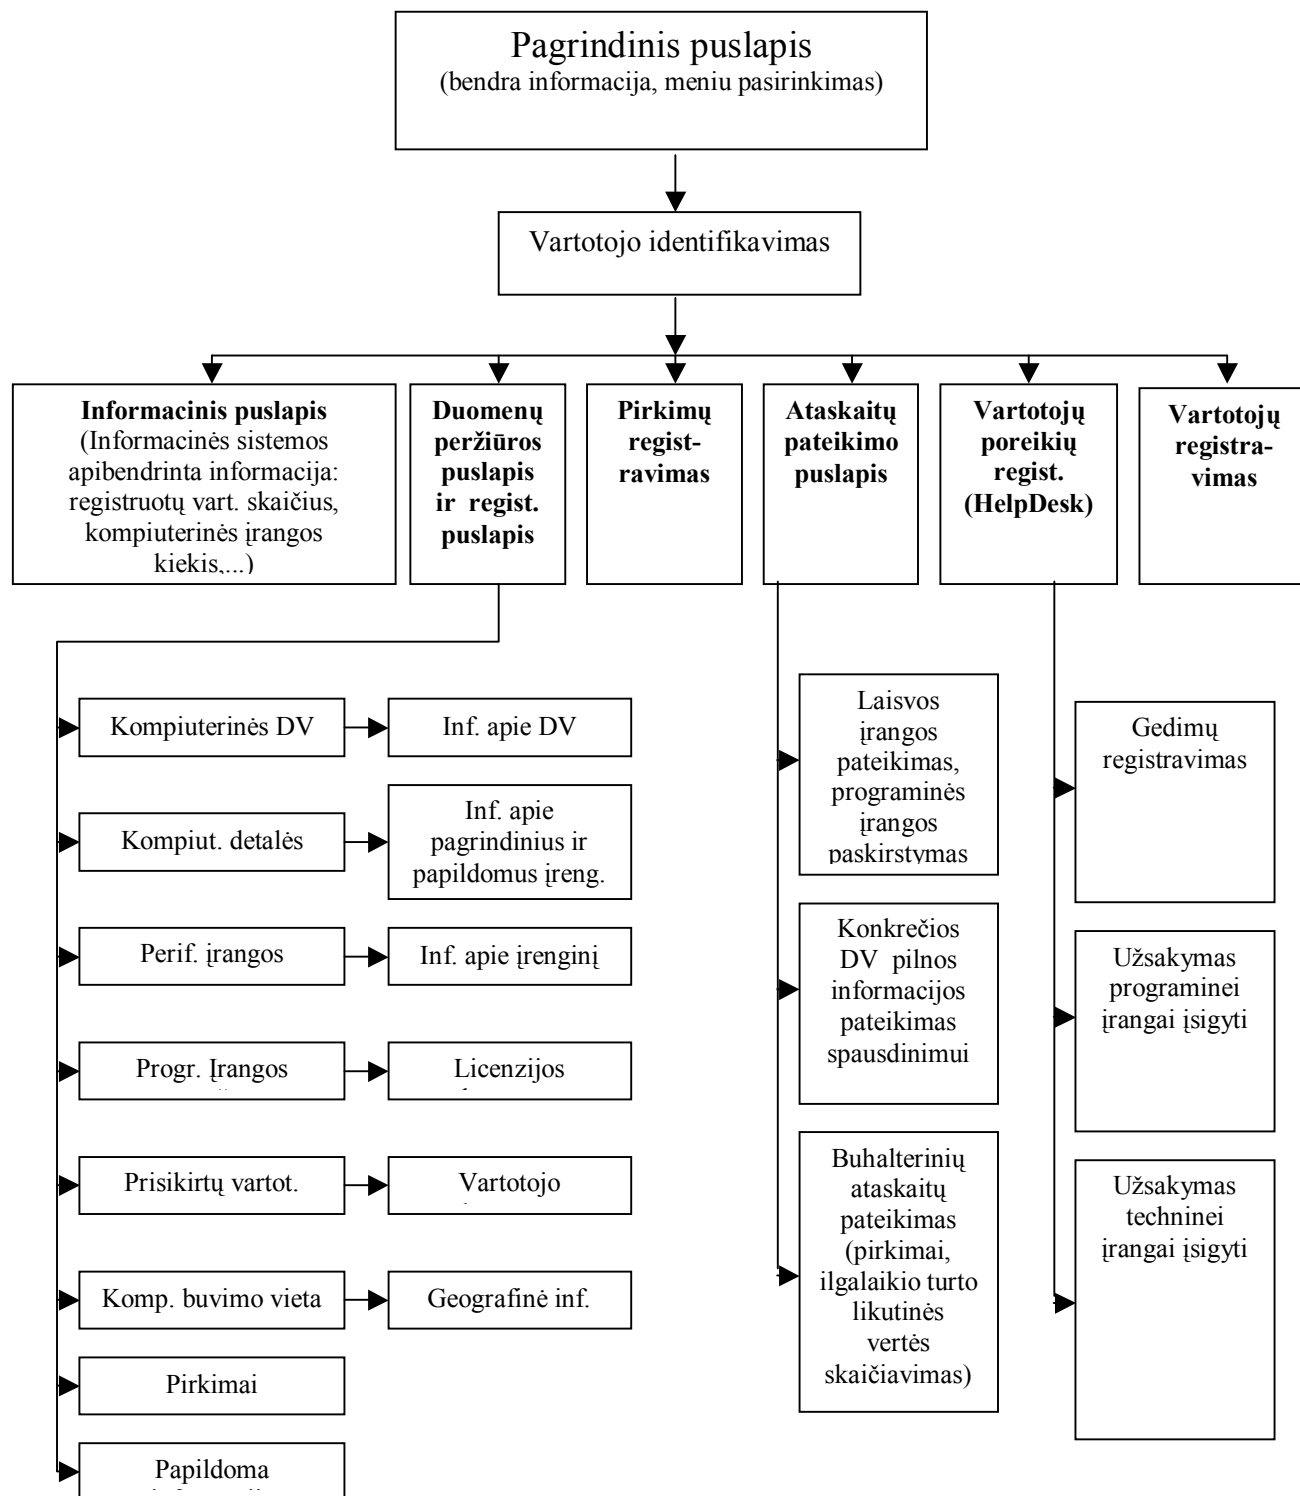 Pagrindinis puslapis
(bendra informacija, meniu pasirinkimas)
Vartotojo identifikavimas
Informacinis puslapis
(Informacinės sistemos
apibendrinta informacija:
registruotų vart. skaičius,
kompiuterinės įrangos
kiekis,...)
Duomenų
peržiūros
puslapis
ir regist.
puslapis
Pirkimų
regist-
ravimas
Ataskaitų
pateikimo
puslapis
Vartotojų
poreikių
regist.
(HelpDesk)
Vartotojų
registra-
vimas
Kompiuterinės DV
Inf. apie DV
Kompiut. detalės
Inf. apie
pagrindinius ir
papildomus įreng.
Perif. įrangos
Inf. apie įrenginį
Progr. Įrangos
Licenzijos
Prisikirtų vartot.
Vartotojo
Komp. buvimo vieta
Geografinė inf.
Pirkimai
Papildoma
Laisvos
įrangos
pateikimas,
programinės
įrangos
paskirstymas
Konkrečios
DV pilnos
informacijos
pateikimas
spausdinimui
Buhalterinių
ataskaitų
pateikimas
(pirkimai,
ilgalaikio turto
likutinės
vertės
skaičiavimas)
Gedimų
registravimas
Užsakymas
programinei
įrangai įsigyti
Užsakymas
techninei
įrangai įsigyti